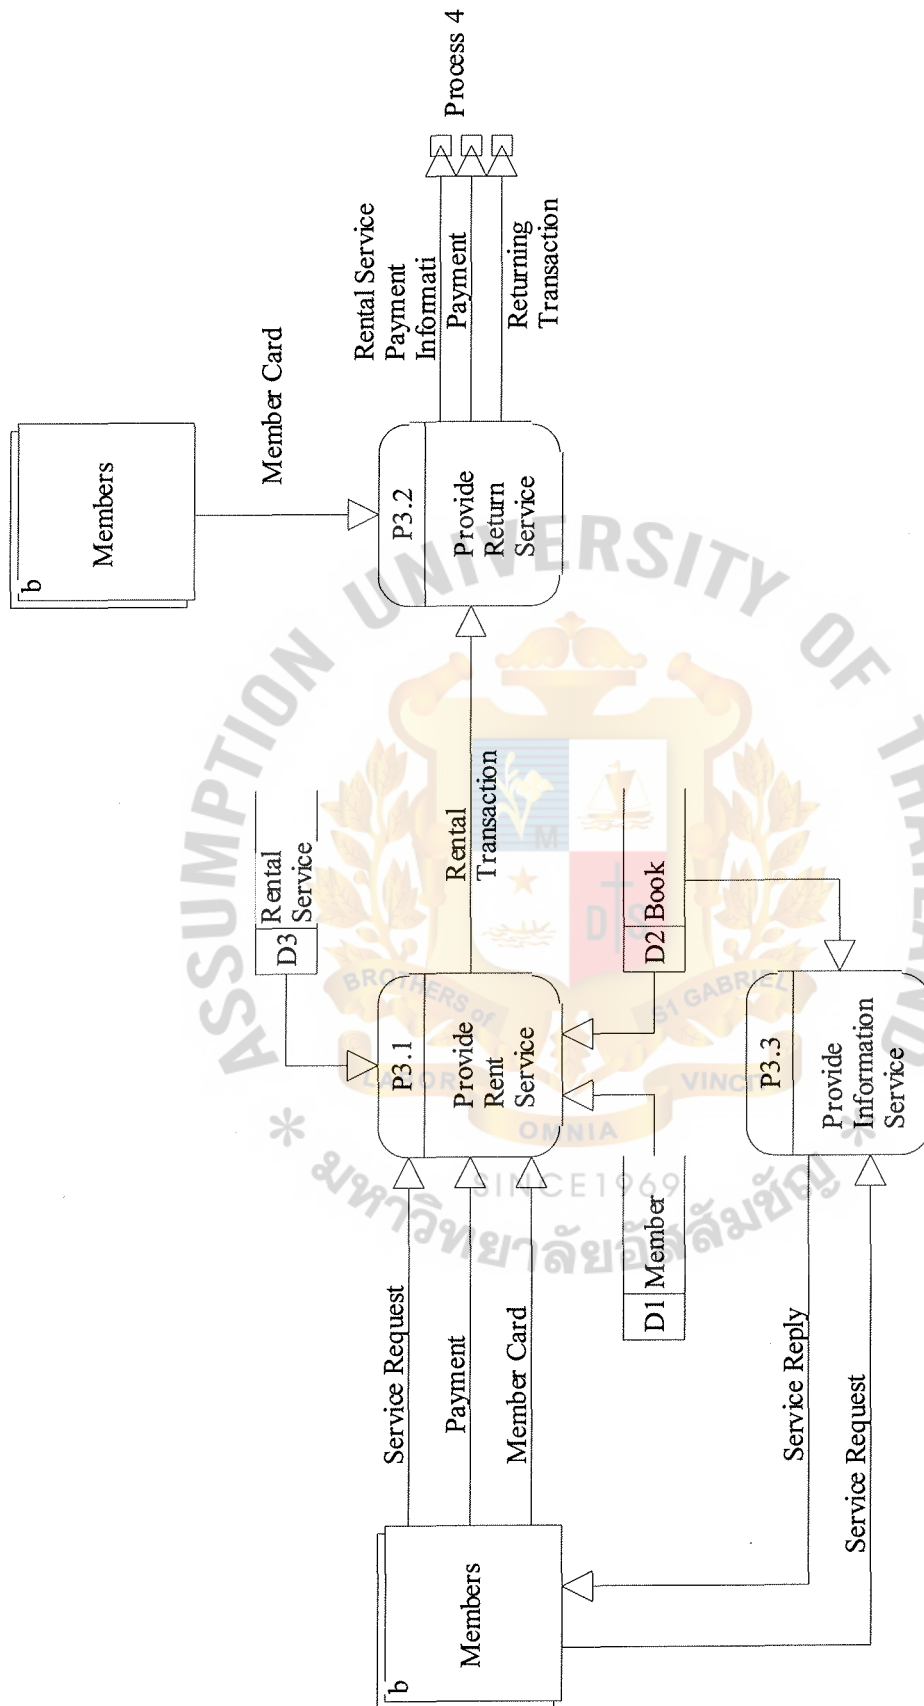 b
Members
Member Card
D3
Rental
Service
Service Request
Payment
Member Card
P3.1
Provide
Rent
Service
Rental
Transaction
P3.2
Provide
Return
Service
Rental Service
Payment
Informati
Payment
Returning
Transaction
Process 4
b
Members
D1 Member
D2 Book
Service Reply
Service Request
P3.3
Provide
Information
Service
ASSUMPTION UNIVERSITY OF THAILAND
M
D S
BROTHERS of
ST GABRIEL
LABOR
OMNIA
VINCIT
SINCE1969
* มหาวิทยาลัยอัสสัมชัญ *